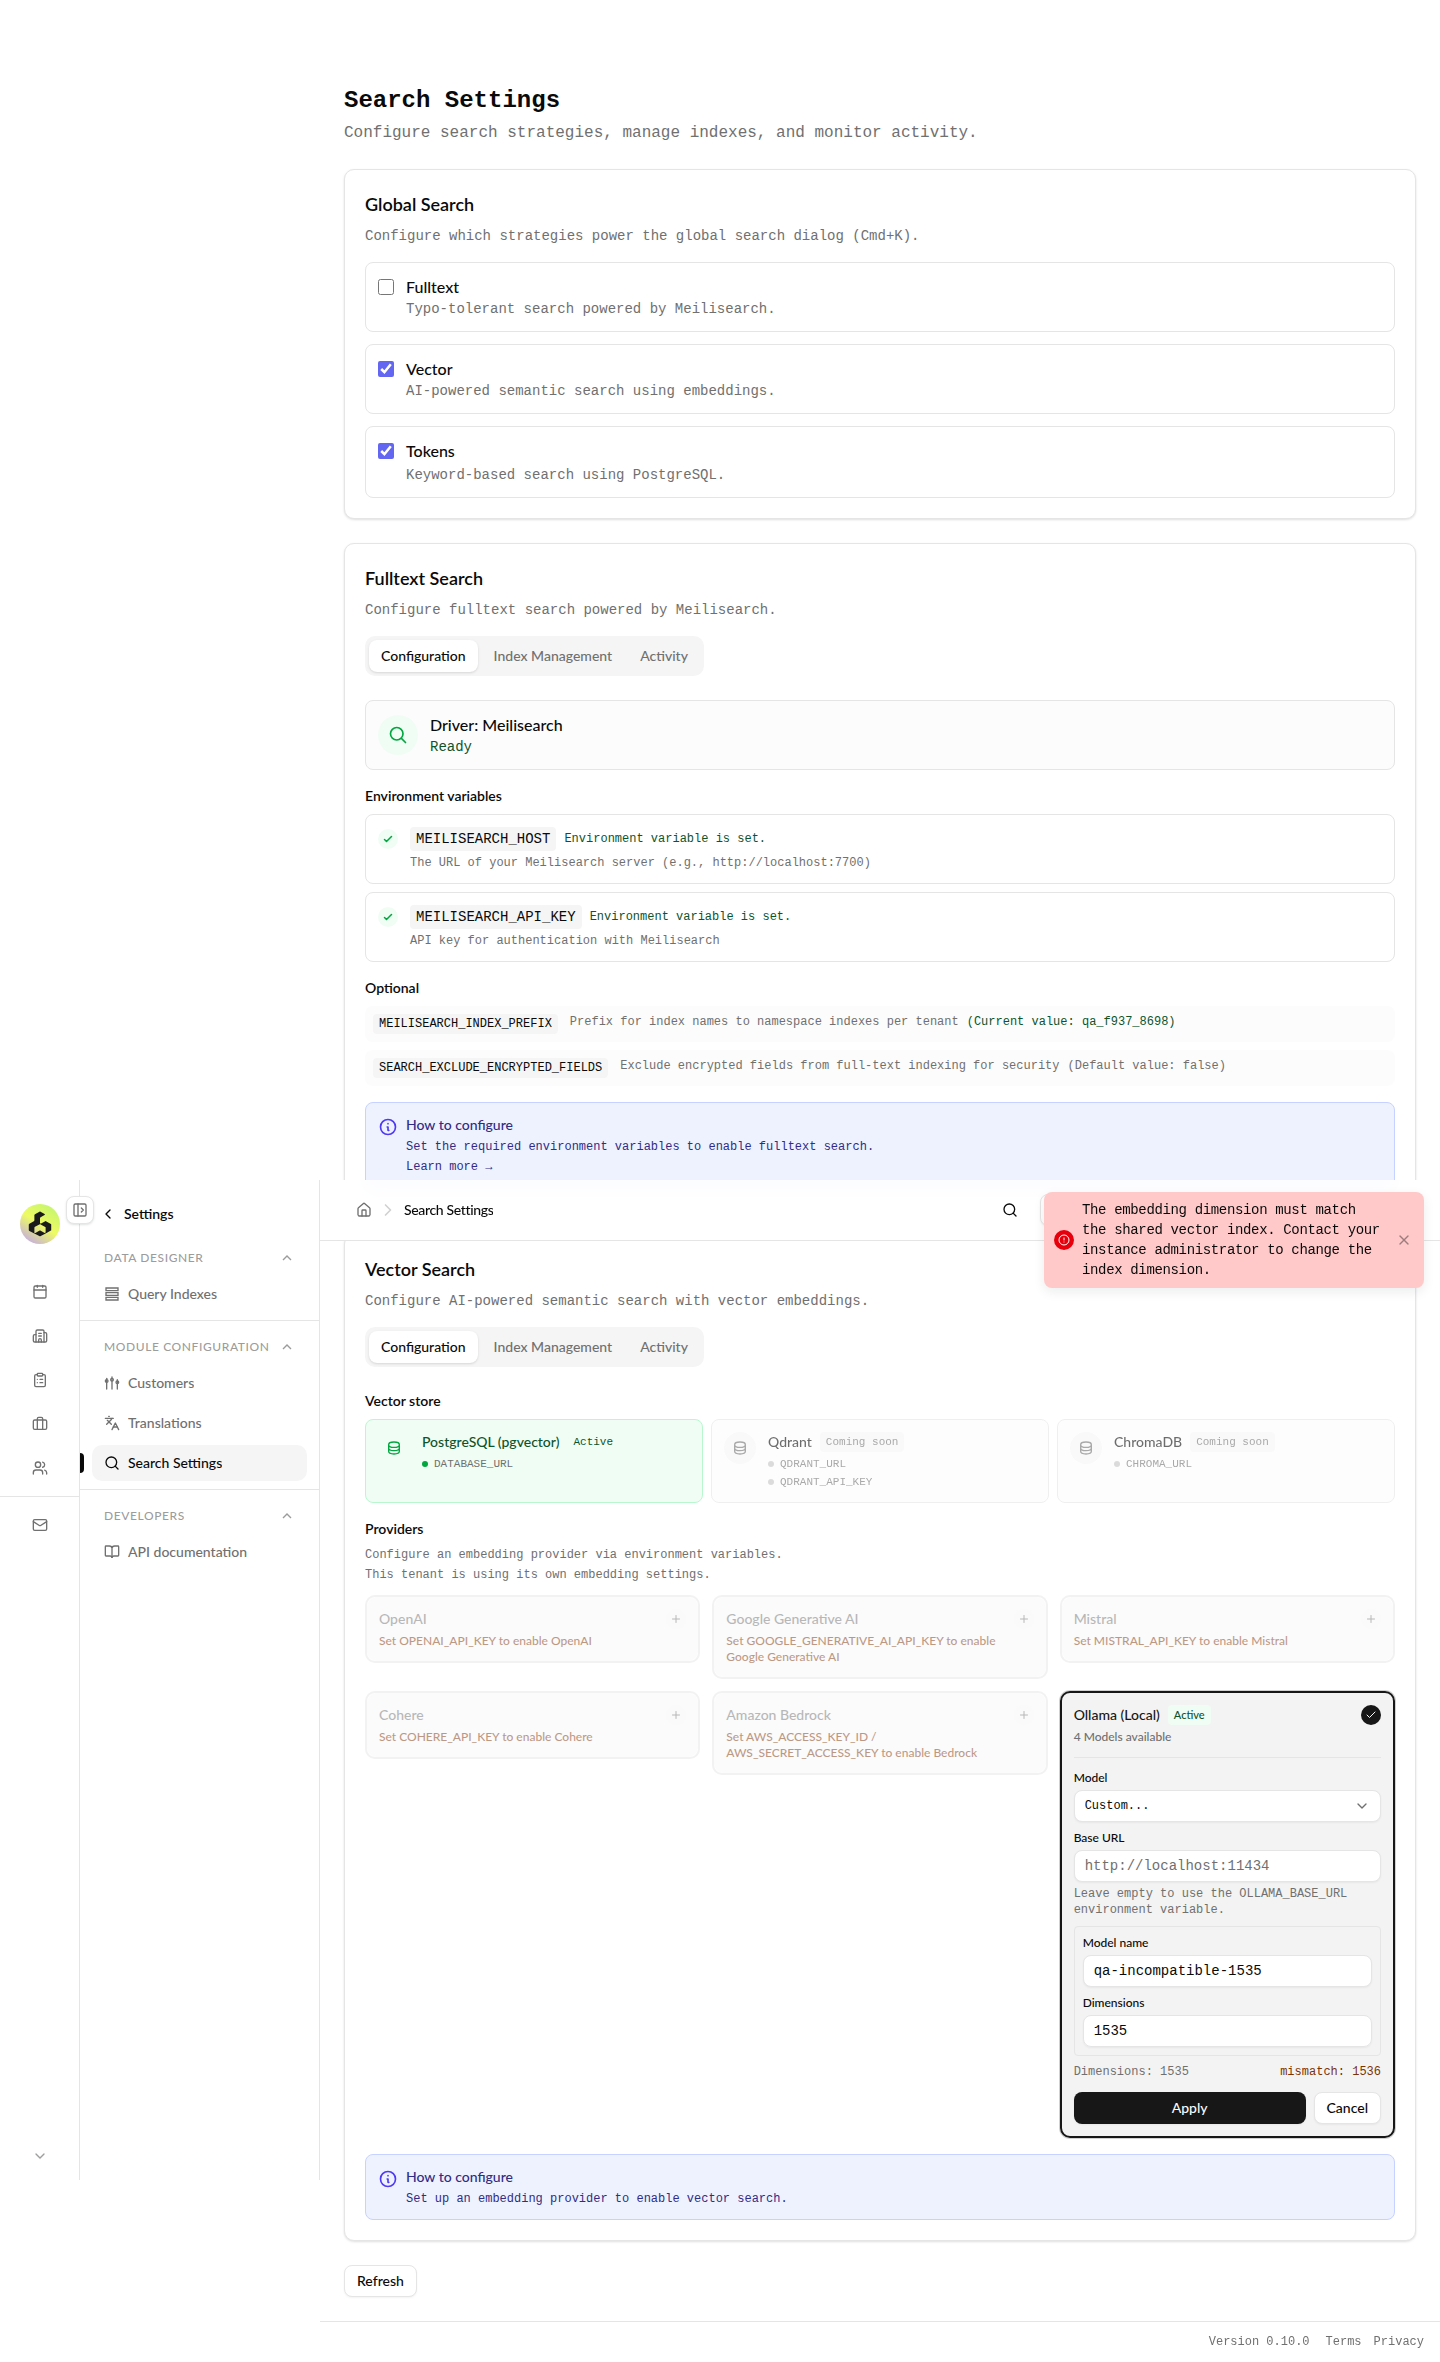 Search Settings
Configure search strategies, manage indexes, and monitor activity.
Global Search
Configure which strategies power the global search dialog (Cmd+K).
Fulltext
Typo-tolerant search powered by Meilisearch.
Vector
AI-powered semantic search using embeddings.
Tokens
Keyword-based search using PostgreSQL.
Fulltext Search
Configure fulltext search powered by Meilisearch.
Configuration Index Management Activity
Driver: Meilisearch
Ready
Environment variables
MEILISEARCH_HOST Environment variable is set.
The URL of your Meilisearch server (e.g., http://localhost:7700)
MEILISEARCH_API_KEY Environment variable is set.
API key for authentication with Meilisearch
Optional
MEILISEARCH_INDEX_PREFIX Prefix for index names to namespace indexes per tenant (Current value: qa_f937_8698)
SEARCH_EXCLUDE_ENCRYPTED_FIELDS Exclude encrypted fields from full-text indexing for security (Default value: false)
How to configure
Set the required environment variables to enable fulltext search.
Learn more →
Settings
DATA DESIGNER
Query Indexes
MODULE CONFIGURATION
Customers
Translations
Search Settings
DEVELOPERS
API documentation
Search Settings
The embedding dimension must match
the shared vector index. Contact your
instance administrator to change the
index dimension.
Vector Search
Configure AI-powered semantic search with vector embeddings.
Configuration Index Management Activity
Vector store
PostgreSQL (pgvector) Active
DATABASE_URL
Qdrant Coming soon
QDRANT_URL
QDRANT_API_KEY
ChromaDB Coming soon
CHROMA_URL
Providers
Configure an embedding provider via environment variables.
This tenant is using its own embedding settings.
OpenAI
Set OPENAI_API_KEY to enable OpenAI
Google Generative AI
Set GOOGLE_GENERATIVE_AI_API_KEY to enable
Google Generative AI
Mistral
Set MISTRAL_API_KEY to enable Mistral
Cohere
Set COHERE_API_KEY to enable Cohere
Amazon Bedrock
Set AWS_ACCESS_KEY_ID /
AWS_SECRET_ACCESS_KEY to enable Bedrock
Ollama (Local) Active
4 Models available
Model
Custom...
Base URL
http://localhost:11434
Leave empty to use the OLLAMA_BASE_URL
environment variable.
Model name
qa-incompatible-1535
Dimensions
1535
Dimensions: 1535 mismatch: 1536
Apply Cancel
How to configure
Set up an embedding provider to enable vector search.
Refresh
Version 0.10.0 Terms Privacy